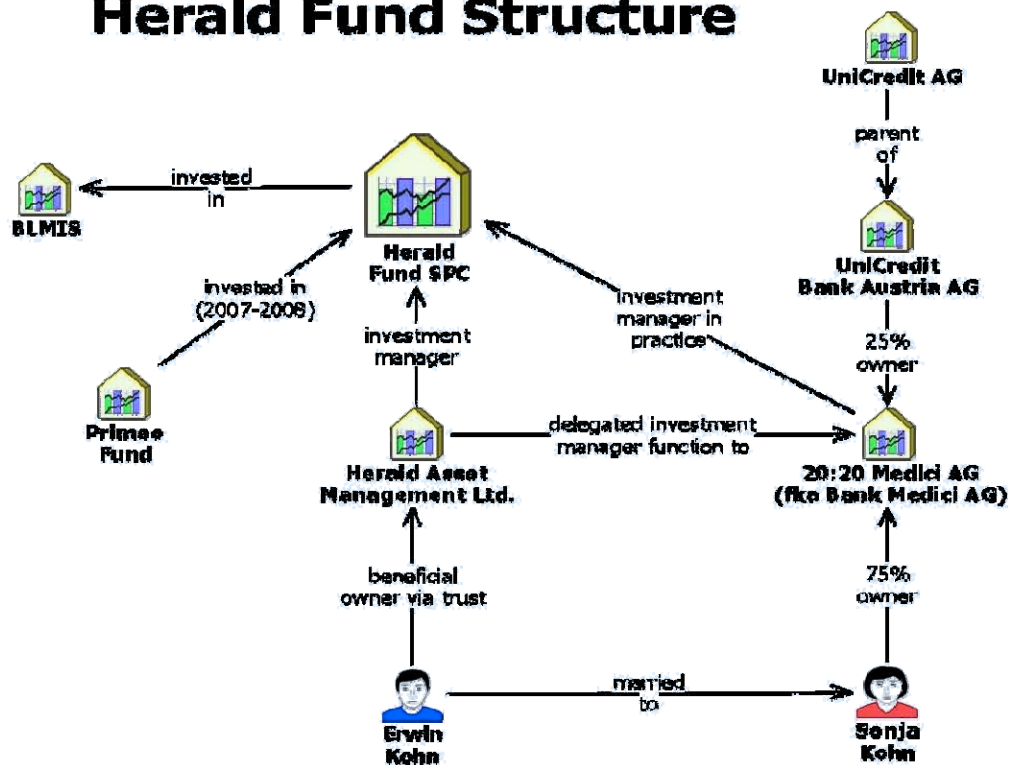 Herald Fund Structure
UniCredit AG
parent
of
invested
in
BLMIS
Herald
Fund SPC
UniCredit
Bank Austria AG
invested in
(2007-2008)
investment
manager in
practice
investment
manager
25%
owner
Primeo
Fund
delegated investment
manager function to
Herald Asset
Management Ltd.
20:20 Medici AG
(fka Bank Medici AG)
beneficial
owner via trust
75%
owner
married
to
Erwin
Kohn
Sonja
Kohn